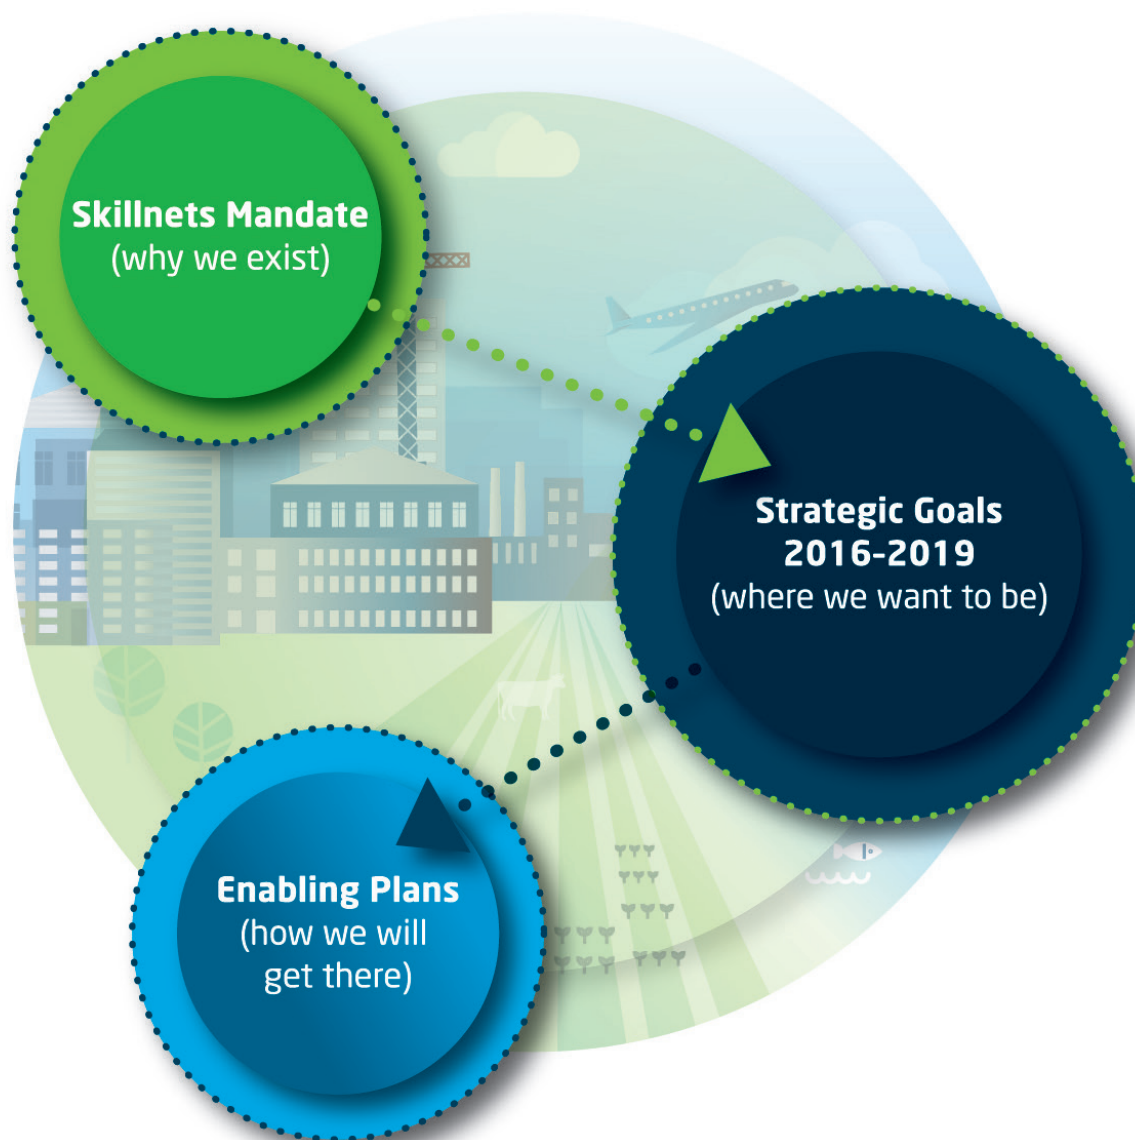 Skillnets Mandate
(why we exist)
Strategic Goals
2016-2019
(where we want to be)
Enabling Plans
(how we will
get there)